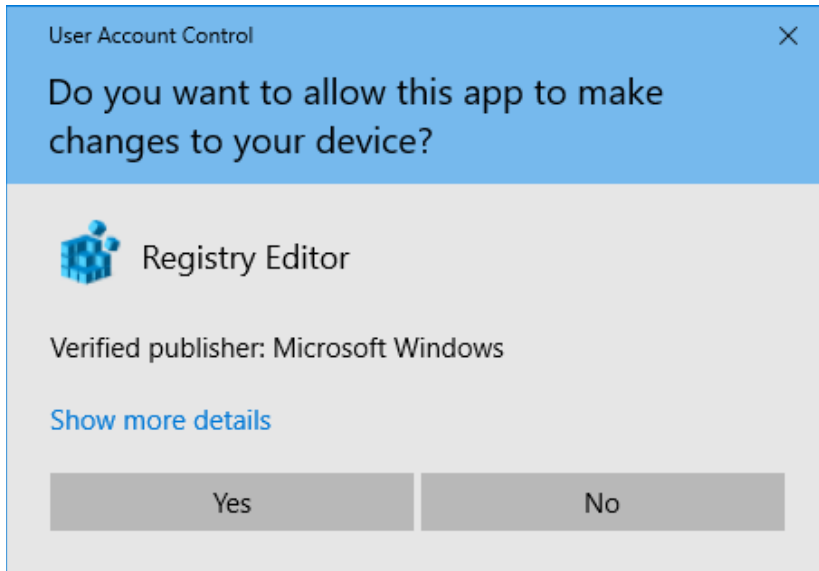 User Account Control
Do you want to allow this app to make
changes to your device?
Registry Editor
Verified publisher: Microsoft Windows
Show more details
Yes
No